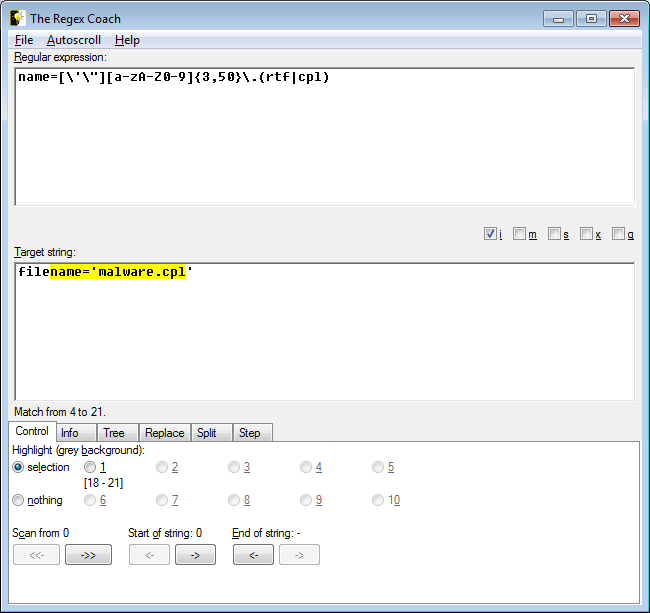 The Regex Coach
File Autoscroll Help
Regular expression:
name=[\'\"][a-zA-Z0-9]{3,50}\.(rtf|cpl)
i m s x g
Target string:
filename='malware.cpl'
Match from 4 to 21.
Control Info Tree Replace Split Step
Highlight (grey background):
selection 1 2 3 4 5
[18 - 21]
nothing 6 7 8 9 10
Scan from 0 Start of string: 0 End of string: -
<<- ->> <- -> <- ->